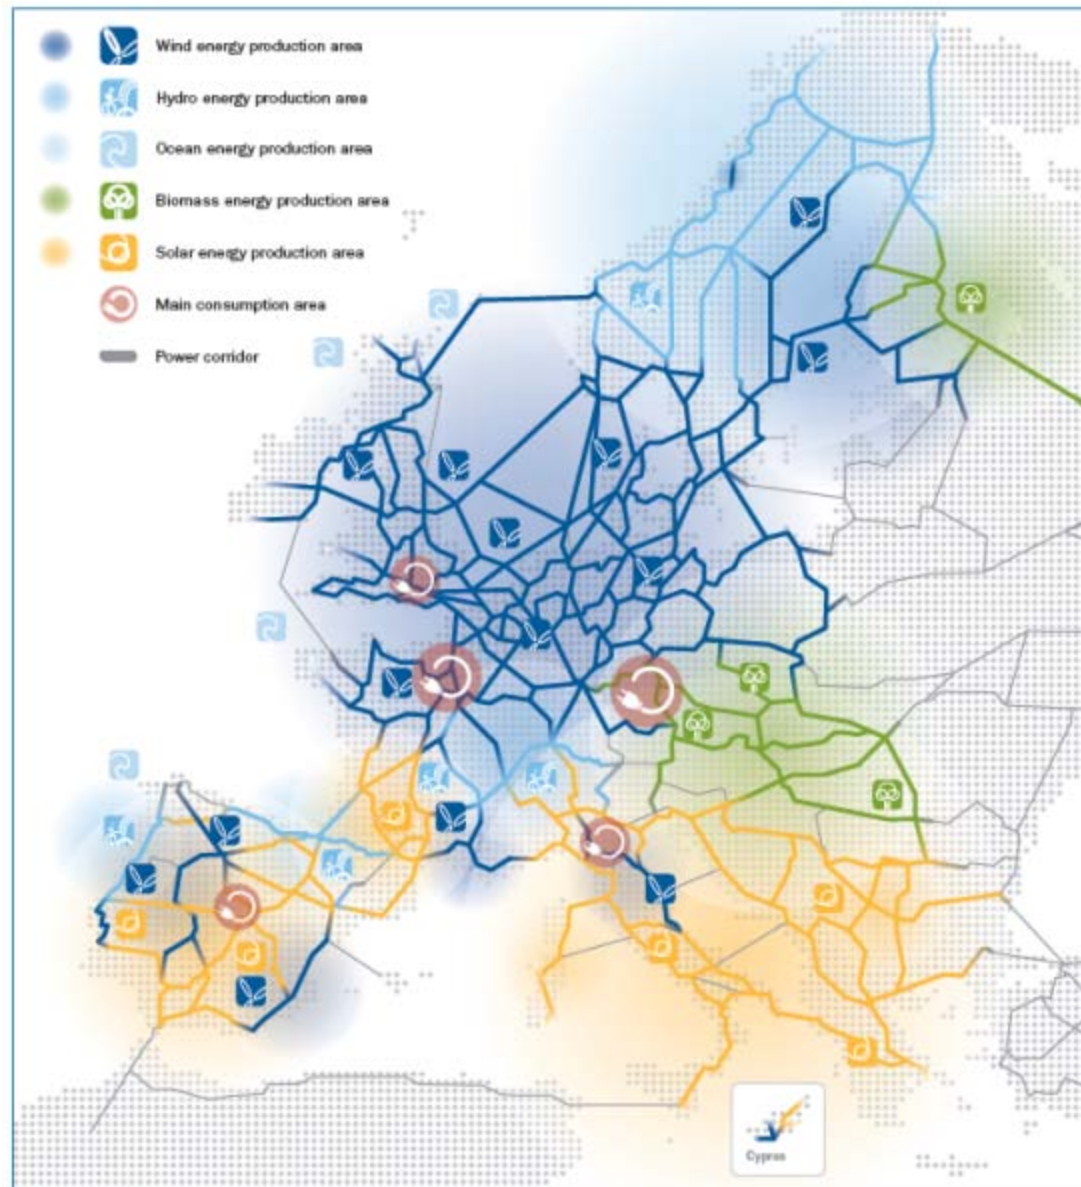 Wind energy production area
Hydro energy production area
Ocean energy production area
Biomass energy production area
Solar energy production area
Main consumption area
Power corridor
Cyprus